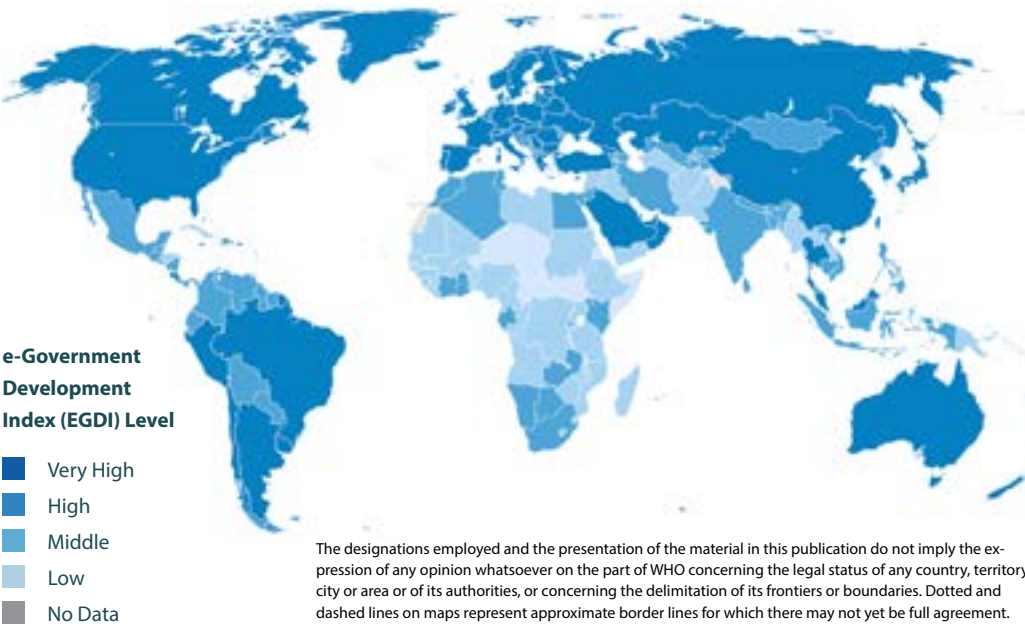 e-Government
Development
Index (EGDI) Level
Very High
High
Middle
Low
No Data
The designations employed and the presentation of the material in this publication do not imply the ex-
pression of any opinion whatsoever on the part of WHO concerning the legal status of any country, territory,
city or area or of its authorities, or concerning the delimitation of its frontiers or boundaries. Dotted and
dashed lines on maps represent approximate border lines for which there may not yet be full agreement.